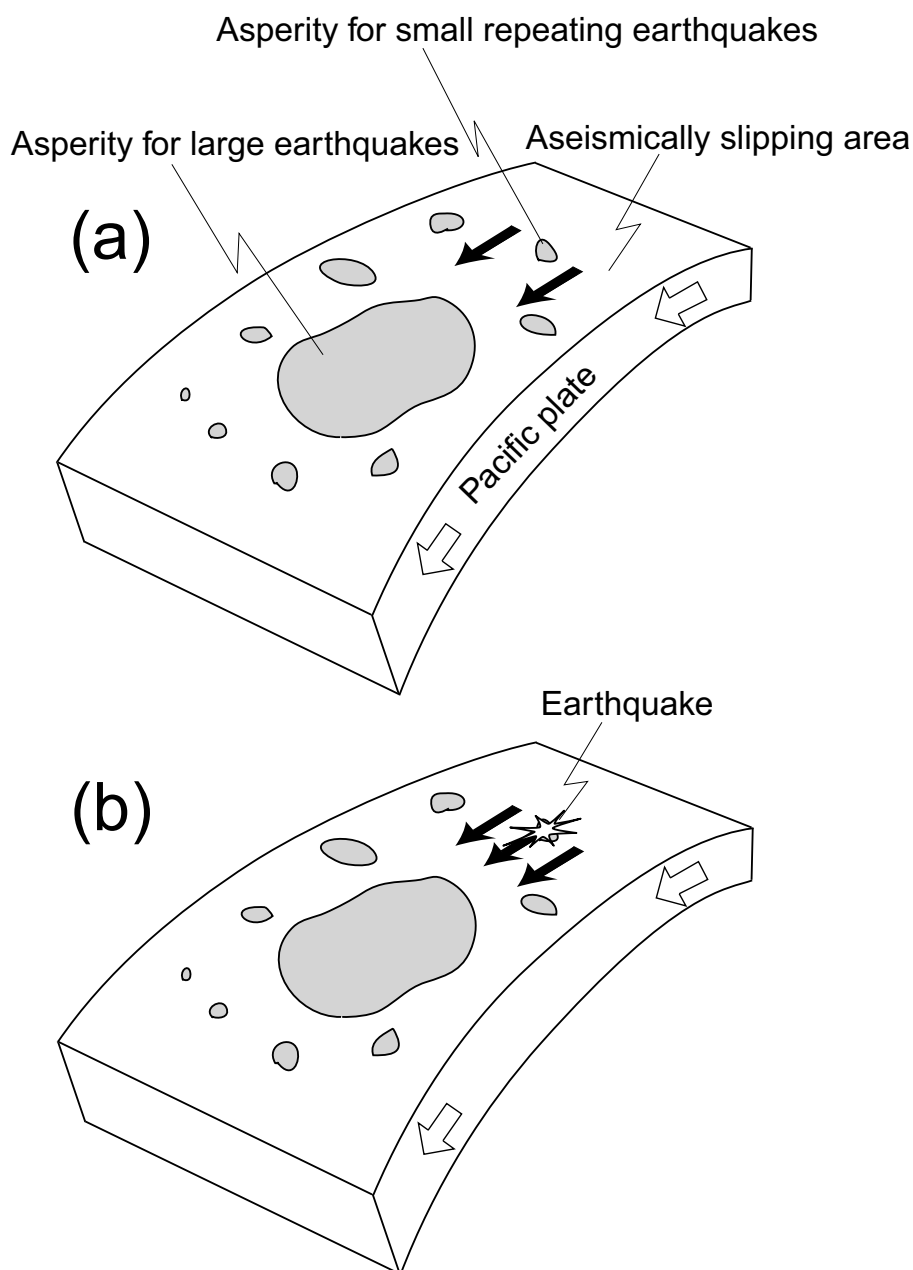 Asperity for small repeating earthquakes
Asperity for large earthquakes
Aseismically slipping area
(a)
Pacific plate
Earthquake
(b)